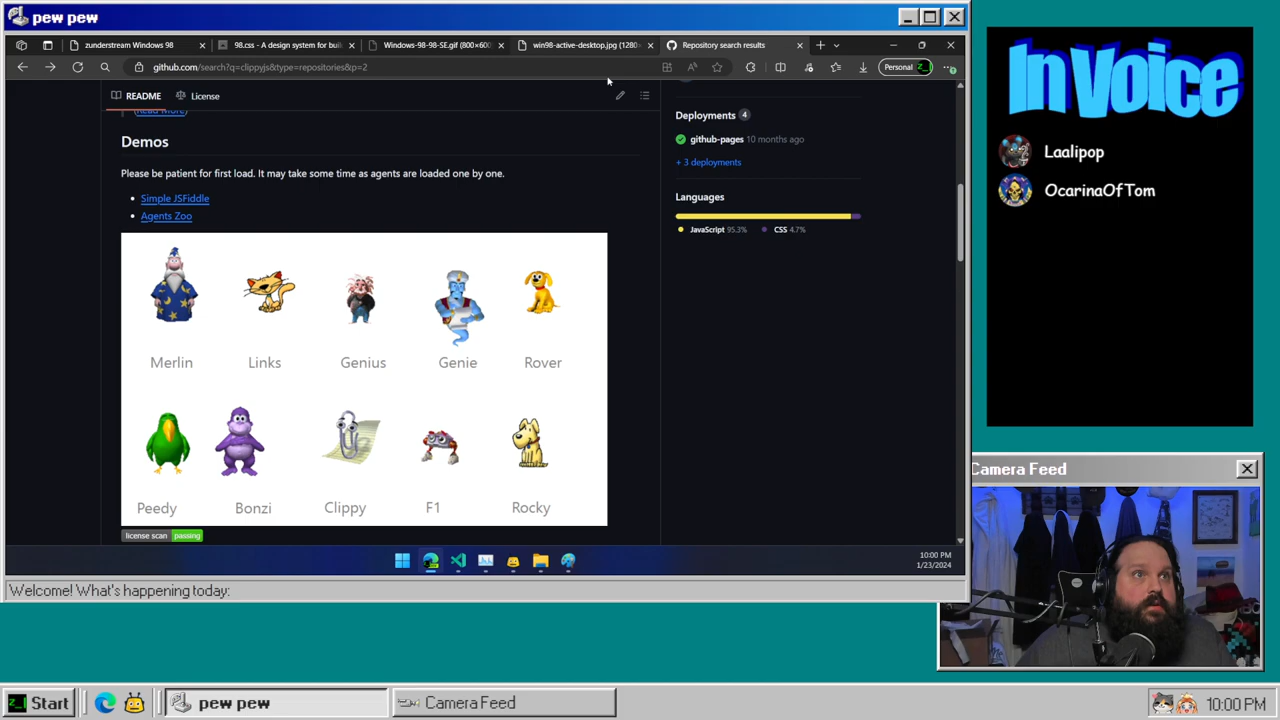 pew pew
zunderstream Windows 98
98.css - A design system for buil
Windows-98-98-SE.gif (800×600)
win98-active-desktop.jpg (1280×
Repository search results
github.com/search?q=clippyjs&type=repositories&p=2
Personal
README
License
(Read more)
Demos
Please be patient for first load. It may take some time as agents are loaded one by one.
Simple JSFiddle
Agents Zoo
Merlin
Links
Genius
Genie
Rover
Peedy
Bonzi
Clippy
F1
Rocky
license scan passing
Deployments 4
github-pages 10 months ago
+ 3 deployments
Languages
JavaScript 95.3%
CSS 4.7%
10:00 PM
1/23/2024
Welcome! What's happening today:
In Voice
Laalipop
OcarinaOfTom
Camera Feed
Start
pew pew
Camera Feed
10:00 PM